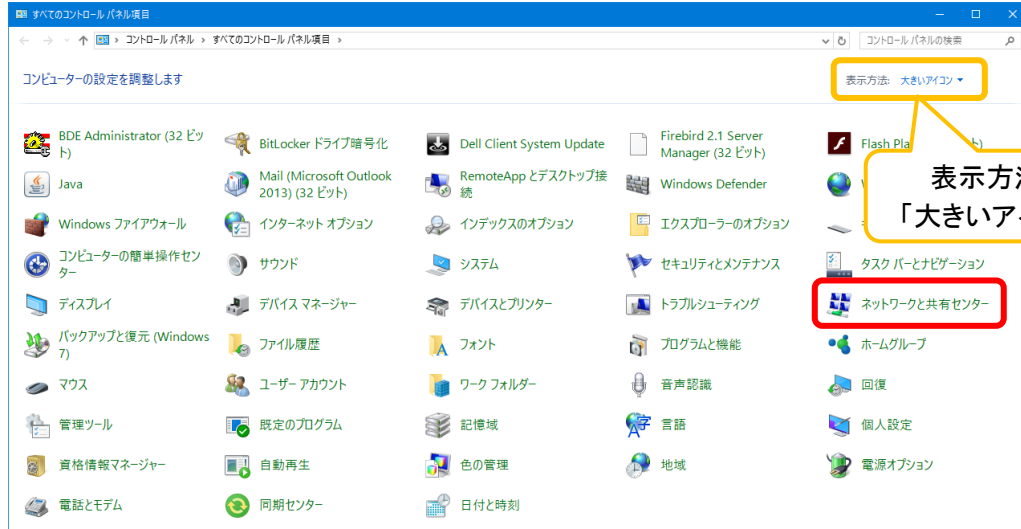 すべてのコントロール パネル項目
コントロール パネル › すべてのコントロール パネル項目 ›
コントロール パネルの検索
コンピューターの設定を調整します
表示方法: 大きいアイコン
BDE Administrator (32 ビッ
ト)
BitLocker ドライブ暗号化
Dell Client System Update
Firebird 2.1 Server
Manager (32 ビット)
Flash
Java
Mail (Microsoft Outlook
2013) (32 ビット)
RemoteApp とデスクトップ接
続
Windows Defender
表示方
「大きいア
Windows ファイアウォール
インターネット オプション
インデックスのオプション
エクスプローラーのオプション
コンピューターの簡単操作セン
ター
サウンド
システム
セキュリティとメンテナンス
タスク バーとナビゲーション
ディスプレイ
デバイス マネージャー
デバイスとプリンター
トラブルシューティング
ネットワークと共有センター
バックアップと復元 (Windows
7)
ファイル履歴
フォント
プログラムと機能
ホームグループ
マウス
ユーザー アカウント
ワーク フォルダー
音声認識
回復
管理ツール
既定のプログラム
記憶域
言語
個人設定
資格情報マネージャー
自動再生
色の管理
地域
電源オプション
電話とモデム
同期センター
日付と時刻